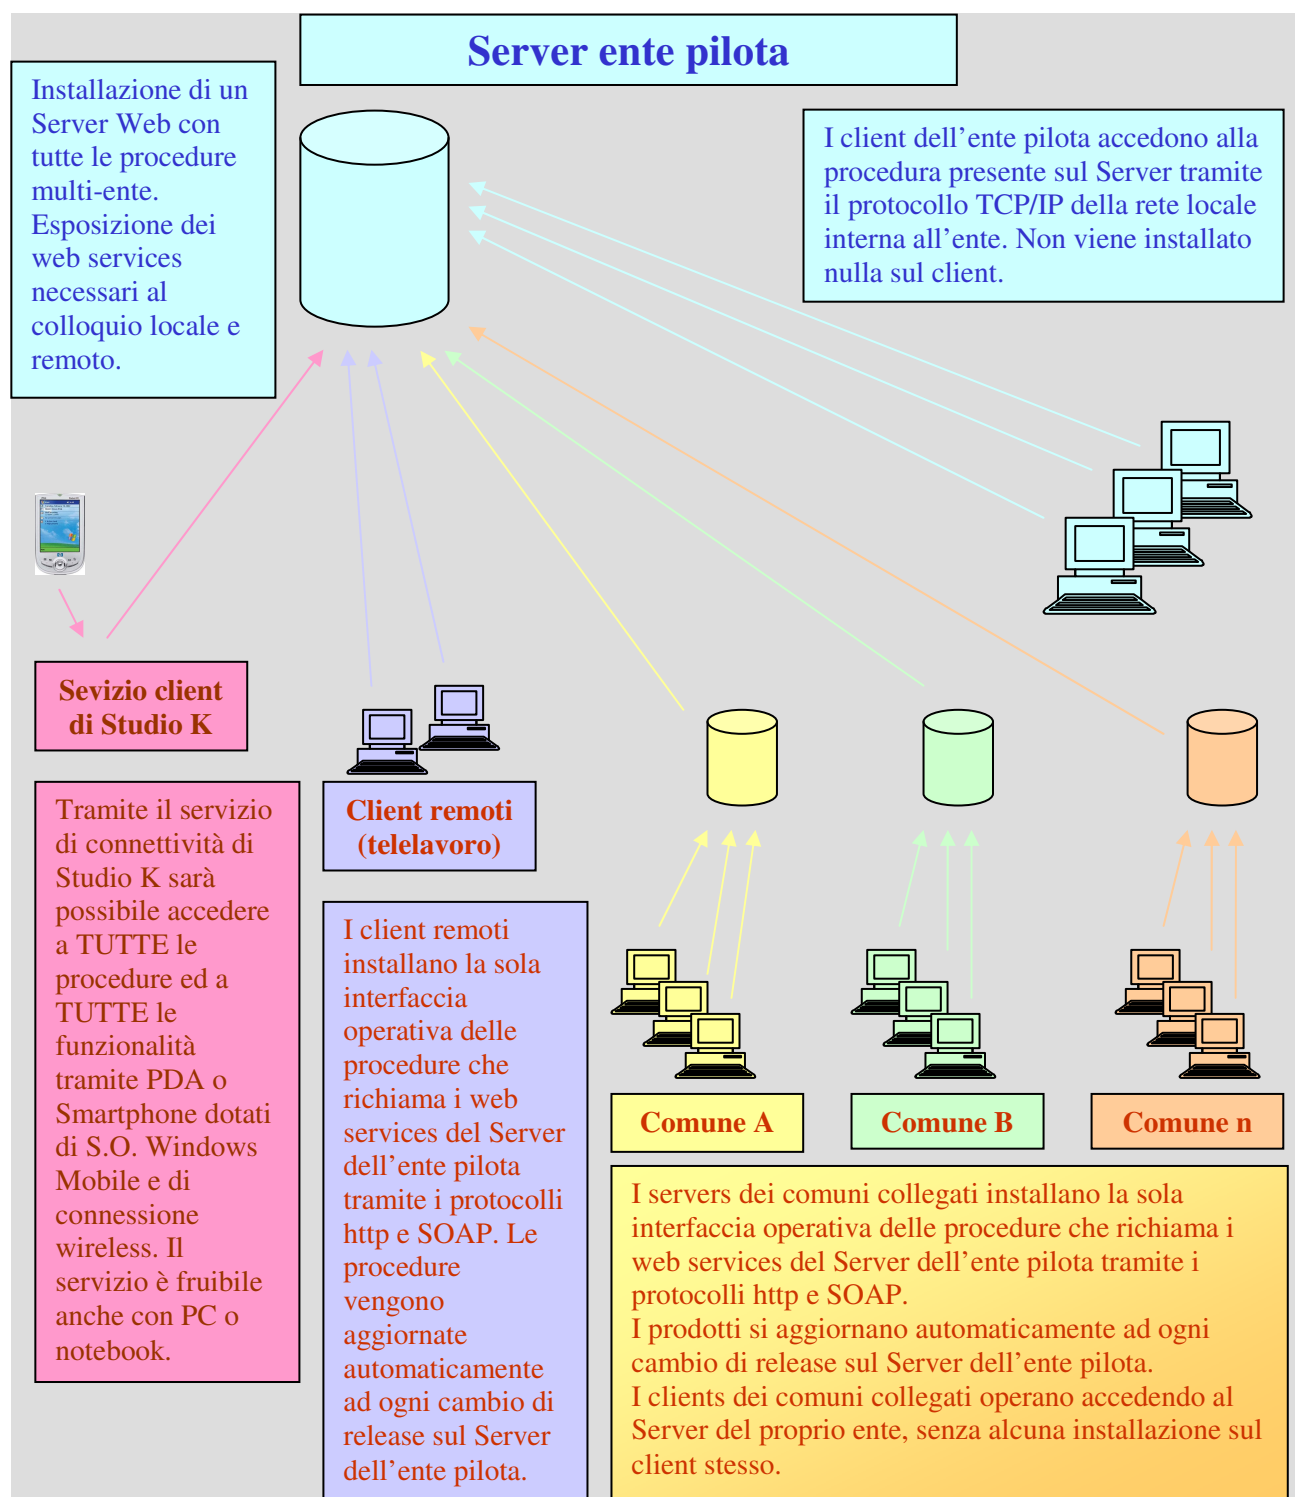 Server ente pilota
Installazione di un
Server Web con
tutte le procedure
multi-ente.
Esposizione dei
web services
necessari al
colloquio locale e
remoto.
I client dell’ente pilota accedono alla
procedura presente sul Server tramite
il protocollo TCP/IP della rete locale
interna all’ente. Non viene installato
nulla sul client.
Sevizio client
di Studio K
Tramite il servizio
di connettività di
Studio K sarà
possibile accedere
a TUTTE le
procedure ed a
TUTTE le
funzionalità
tramite PDA o
Smartphone dotati
di S.O. Windows
Mobile e di
connessione
wireless. Il
servizio è fruibile
anche con PC o
notebook.
Client remoti
(telelavoro)
I client remoti
installano la sola
interfaccia
operativa delle
procedure che
richiama i web
services del Server
dell’ente pilota
tramite i protocolli
http e SOAP. Le
procedure
vengono
aggiornate
automaticamente
ad ogni cambio di
release sul Server
dell’ente pilota.
Comune A
Comune B
Comune n
I servers dei comuni collegati installano la sola
interfaccia operativa delle procedure che richiama i
web services del Server dell’ente pilota tramite i
protocolli http e SOAP.
I prodotti si aggiornano automaticamente ad ogni
cambio di release sul Server dell’ente pilota.
I clients dei comuni collegati operano accedendo al
Server del proprio ente, senza alcuna installazione sul
client stesso.